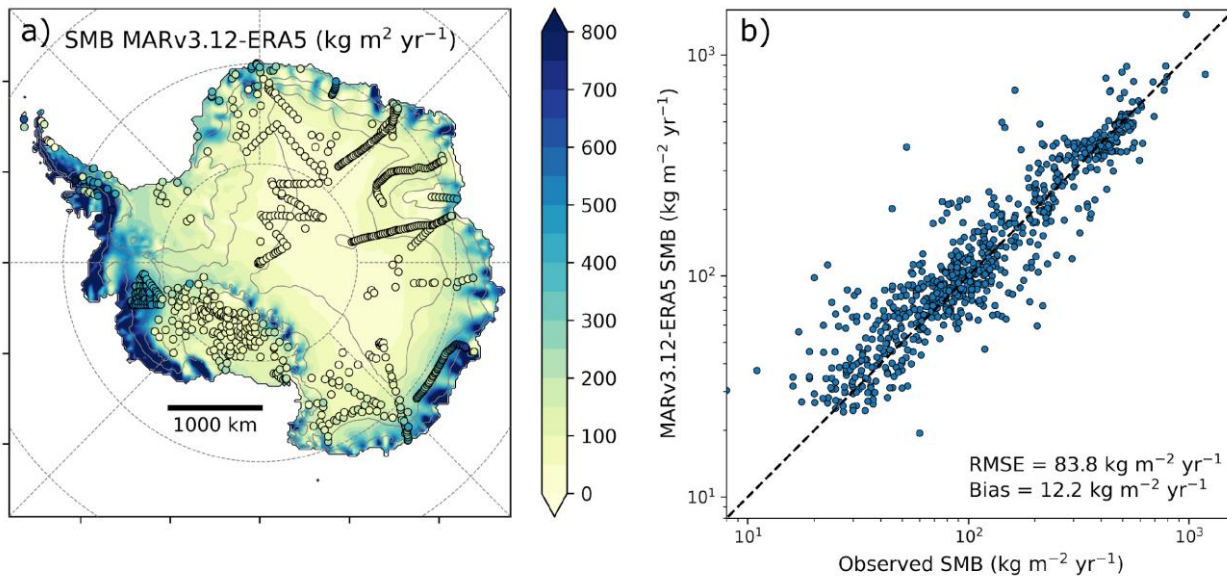 a)
SMB MARv3.12-ERA5 (kg m² yr⁻¹)
1000 km
800
700
600
500
400
300
200
100
0
b)
MARv3.12-ERA5 SMB (kg m⁻² yr⁻¹)
10³
10²
10¹
RMSE = 83.8 kg m⁻² yr⁻¹
Bias = 12.2 kg m⁻² yr⁻¹
10¹
10²
10³
Observed SMB (kg m⁻² yr⁻¹)